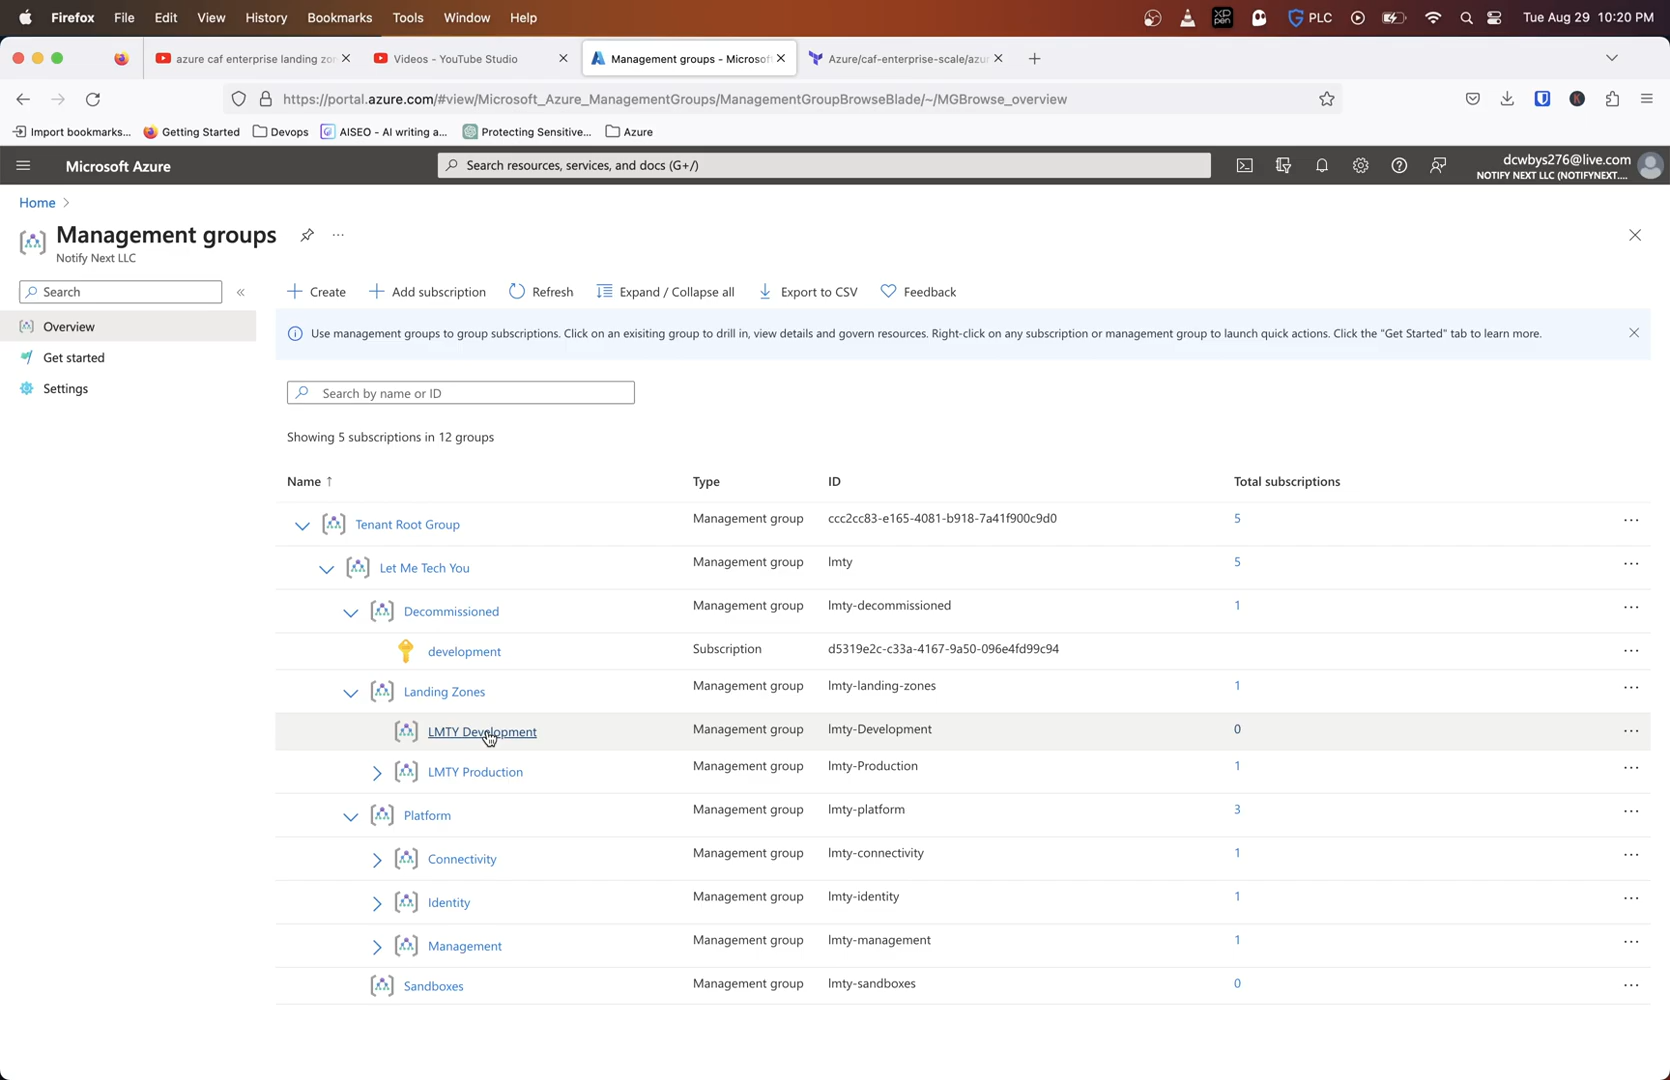 Firefox File Edit View History Bookmarks Tools Window Help PLC Tue Aug 29 10:20 PM
azure caf enterprise landing zo Videos - YouTube Studio Management groups - Microsof Azure/caf-enterprise-scale/azur
https://portal.azure.com/#view/Microsoft_Azure_ManagementGroups/ManagementGroupBrowseBlade/~/MGBrowse_overview
Import bookmarks... Getting Started Devops AISEO - AI writing a... Protecting Sensitive... Azure
Microsoft Azure Search resources, services, and docs (G+/) dcwbys276@live.com
NOTIFY NEXT LLC (NOTIFYNEXT....
Home
Management groups
Notify Next LLC
Search
Overview
Get started
Settings
Create Add subscription Refresh Expand / Collapse all Export to CSV Feedback
Use management groups to group subscriptions. Click on an exisiting group to drill in, view details and govern resources. Right-click on any subscription or management group to launch quick actions. Click the "Get Started" tab to learn more.
Search by name or ID
Showing 5 subscriptions in 12 groups
Name ↑ Type ID Total subscriptions
Tenant Root Group Management group ccc2cc83-e165-4081-b918-7a41f900c9d0 5
Let Me Tech You Management group lmty 5
Decommissioned Management group lmty-decommissioned 1
development Subscription d5319e2c-c33a-4167-9a50-096e4fd99c94
Landing Zones Management group lmty-landing-zones 1
LMTY Development Management group lmty-Development 0
LMTY Production Management group lmty-Production 1
Platform Management group lmty-platform 3
Connectivity Management group lmty-connectivity 1
Identity Management group lmty-identity 1
Management Management group lmty-management 1
Sandboxes Management group lmty-sandboxes 0